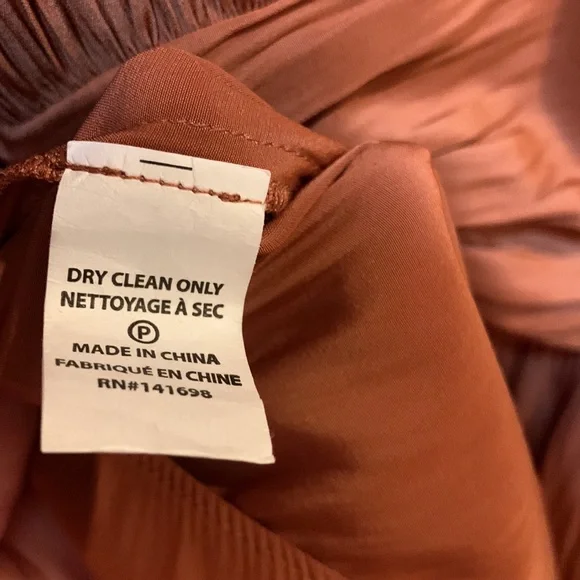 DRY CLEAN ONLY
NETTOYAGE À SEC
P
MADE IN CHINA
FABRIQUÉ EN CHINE
RN#141698